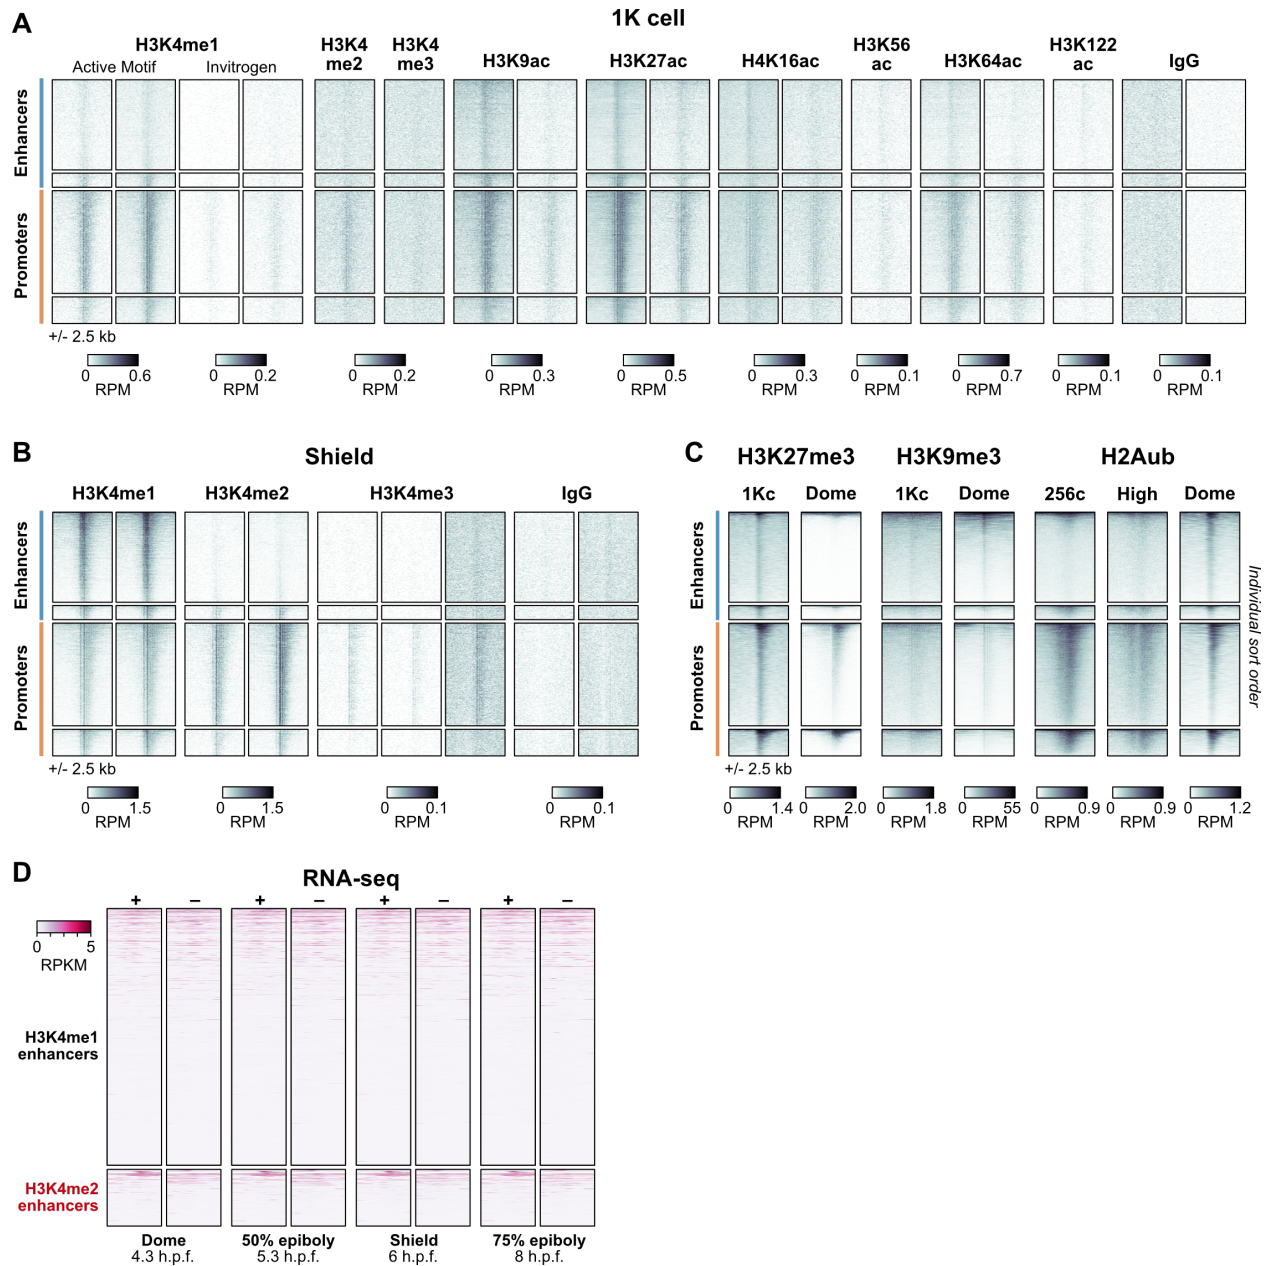 A
1K cell
H3K4me1
Active Motif
Invitrogen
H3K4
me2
H3K4
me3
H3K9ac
H3K27ac
H4K16ac
H3K56
ac
H3K64ac
H3K122
ac
IgG
Enhancers
Promoters
+/- 2.5 kb
0 0.6
RPM
0 0.2
RPM
0 0.2
RPM
0 0.3
RPM
0 0.5
RPM
0 0.3
RPM
0 0.1
RPM
0 0.7
RPM
0 0.1
RPM
0 0.1
RPM
B
Shield
H3K4me1
H3K4me2
H3K4me3
IgG
Enhancers
Promoters
+/- 2.5 kb
0 1.5
RPM
0 1.5
RPM
0 0.1
RPM
0 0.1
RPM
C
H3K27me3
H3K9me3
H2Aub
1Kc
Dome
1Kc
Dome
256c
High
Dome
Enhancers
Promoters
Individual sort order
+/- 2.5 kb
0 1.4
RPM
0 2.0
RPM
0 1.8
RPM
0 55
RPM
0 0.9
RPM
0 0.9
RPM
0 1.2
RPM
D
RNA-seq
+ − + − + − + −
0 5
RPKM
H3K4me1
enhancers
H3K4me2
enhancers
Dome
4.3 h.p.f.
50% epiboly
5.3 h.p.f.
Shield
6 h.p.f.
75% epiboly
8 h.p.f.